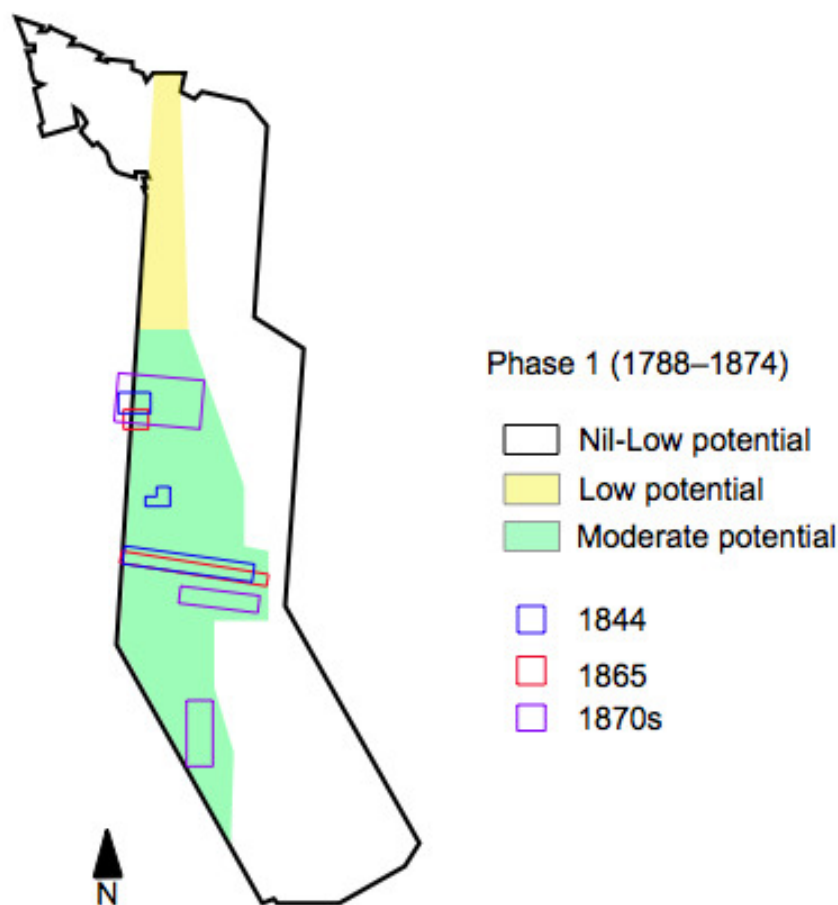 Phase 1 (1788–1874)
Nil-Low potential
Low potential
Moderate potential
1844
1865
1870s
N